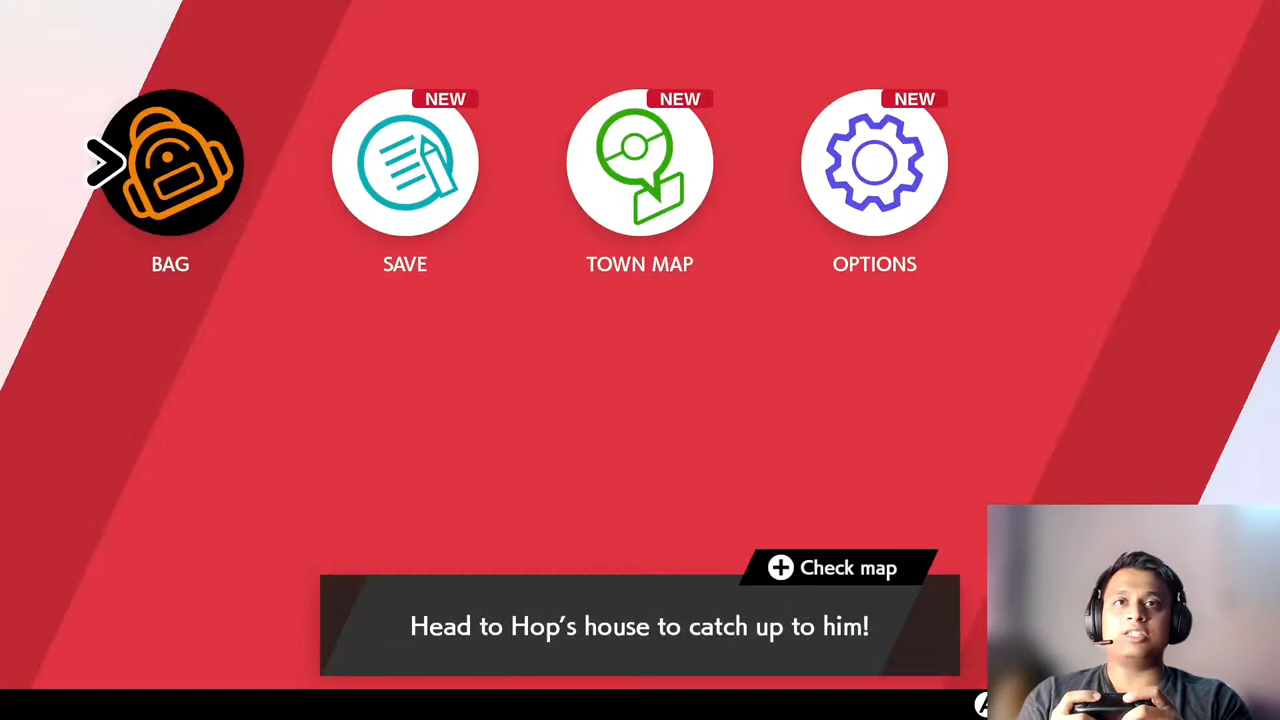 NEW
NEW
NEW
BAG
SAVE
TOWN MAP
OPTIONS
Check map
Head to Hop's house to catch up to him!